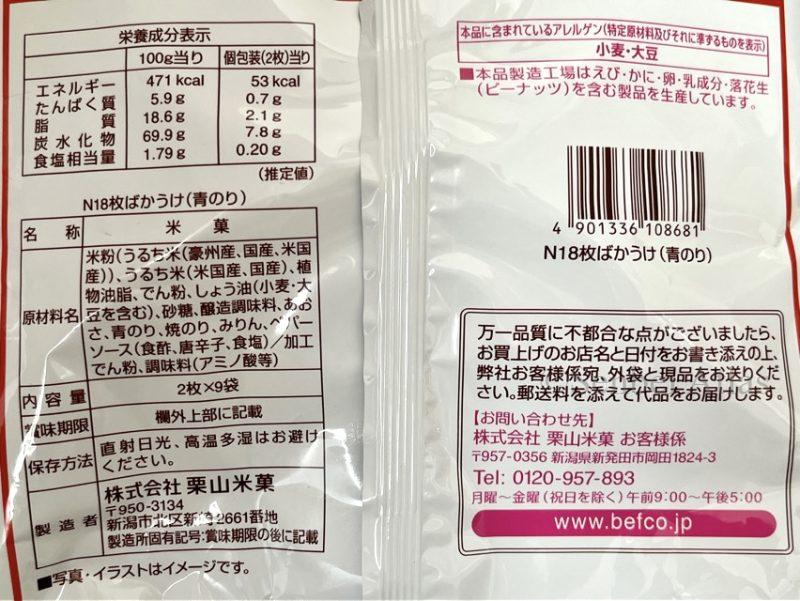 栄養成分表示
100g当り 個包装(2枚)当り
エネルギー 471 kcal 53 kcal
たんぱく質 5.9 g 0.7 g
脂質 18.6 g 2.1 g
炭水化物 69.9 g 7.8 g
食塩相当量 1.79 g 0.20 g
(推定値)
N18枚ばかうけ(青のり)
名称 米菓
原材料名 米粉(うるち米(豪州産、国産、米国
産))、うるち米(米国産、国産)、植
物油脂、でん粉、しょう油(小麦・大
豆を含む)、砂糖、醸造調味料、あお
さ、青のり、焼のり、みりん、ペパー
ソース(食酢、唐辛子、食塩)/加工
でん粉、調味料(アミノ酸等)
内容量 2枚×9袋
賞味期限 欄外上部に記載
保存方法 直射日光、高温多湿はお避け
ください。
製造者 株式会社 栗山米菓
〒950-3134
新潟市北区新崎2661番地
製造所固有記号:賞味期限の後に記載
■写真・イラストはイメージです。
本品に含まれているアレルゲン(特定原材料及びそれに準ずるものを表示)
小麦・大豆
■本品製造工場はえび・かに・卵・乳成分・落花生
(ピーナッツ)を含む製品を生産しています。
4 901336 108681
N18枚ばかうけ(青のり)
万一品質に不都合な点がございましたら、
お買上げのお店名と日付をお書き添えの上、
弊社お客様係宛、外袋と現品をお送りくださ
い。郵送料を添えて代品をお届けします。
【お問い合わせ先】
株式会社 栗山米菓 お客様係
〒957-0356 新潟県新発田市岡田1824-3
Tel: 0120-957-893
月曜～金曜(祝日を除く)午前9:00～午後5:00
www.befco.jp